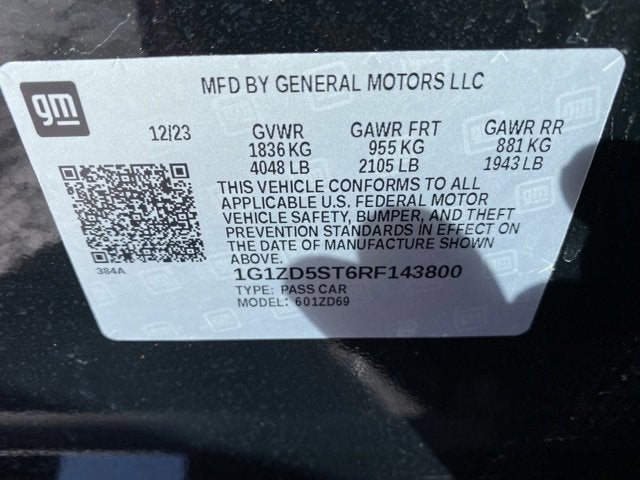 gm
MFD BY GENERAL MOTORS LLC
12/23 GVWR GAWR FRT GAWR RR
1836 KG 955 KG 881 KG
4048 LB 2105 LB 1943 LB
THIS VEHICLE CONFORMS TO ALL
APPLICABLE U.S. FEDERAL MOTOR
VEHICLE SAFETY, BUMPER, AND THEFT
PREVENTION STANDARDS IN EFFECT ON
THE DATE OF MANUFACTURE SHOWN
ABOVE.
384A
1G1ZD5ST6RF143800
TYPE: PASS CAR
MODEL: 601ZD69